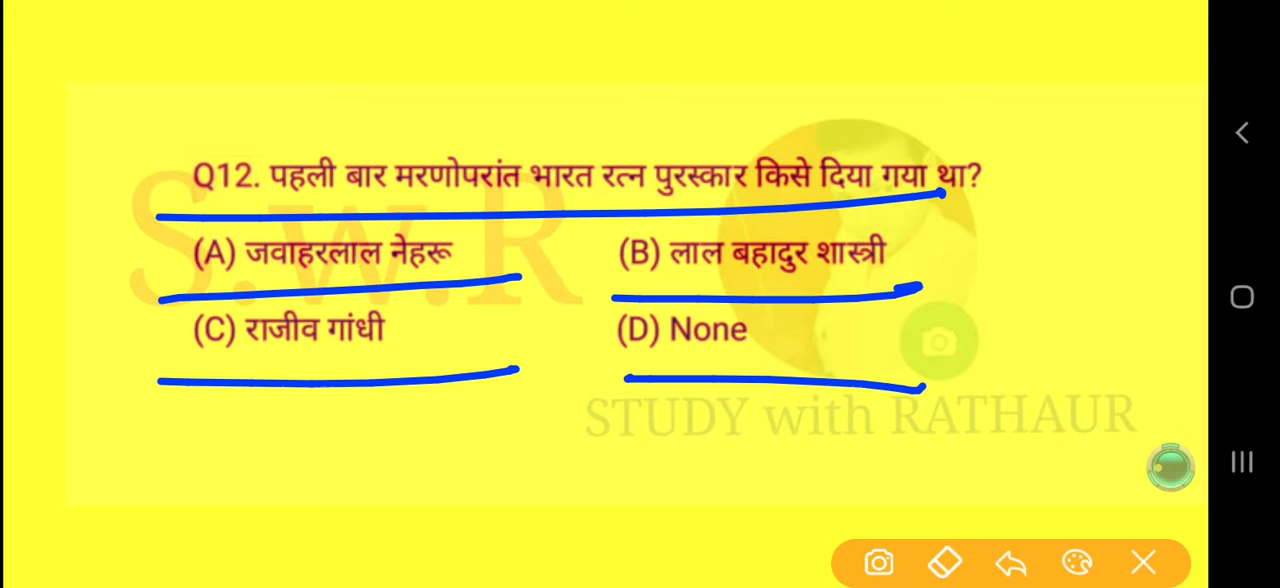 Q12. पहली बार मरणोपरांत भारत रत्न पुरस्कार किसे दिया गया था?
(A) जवाहरलाल नेहरू (B) लाल बहादुर शास्त्री
(C) राजीव गांधी (D) None
S.w.R
STUDY with RATHAUR